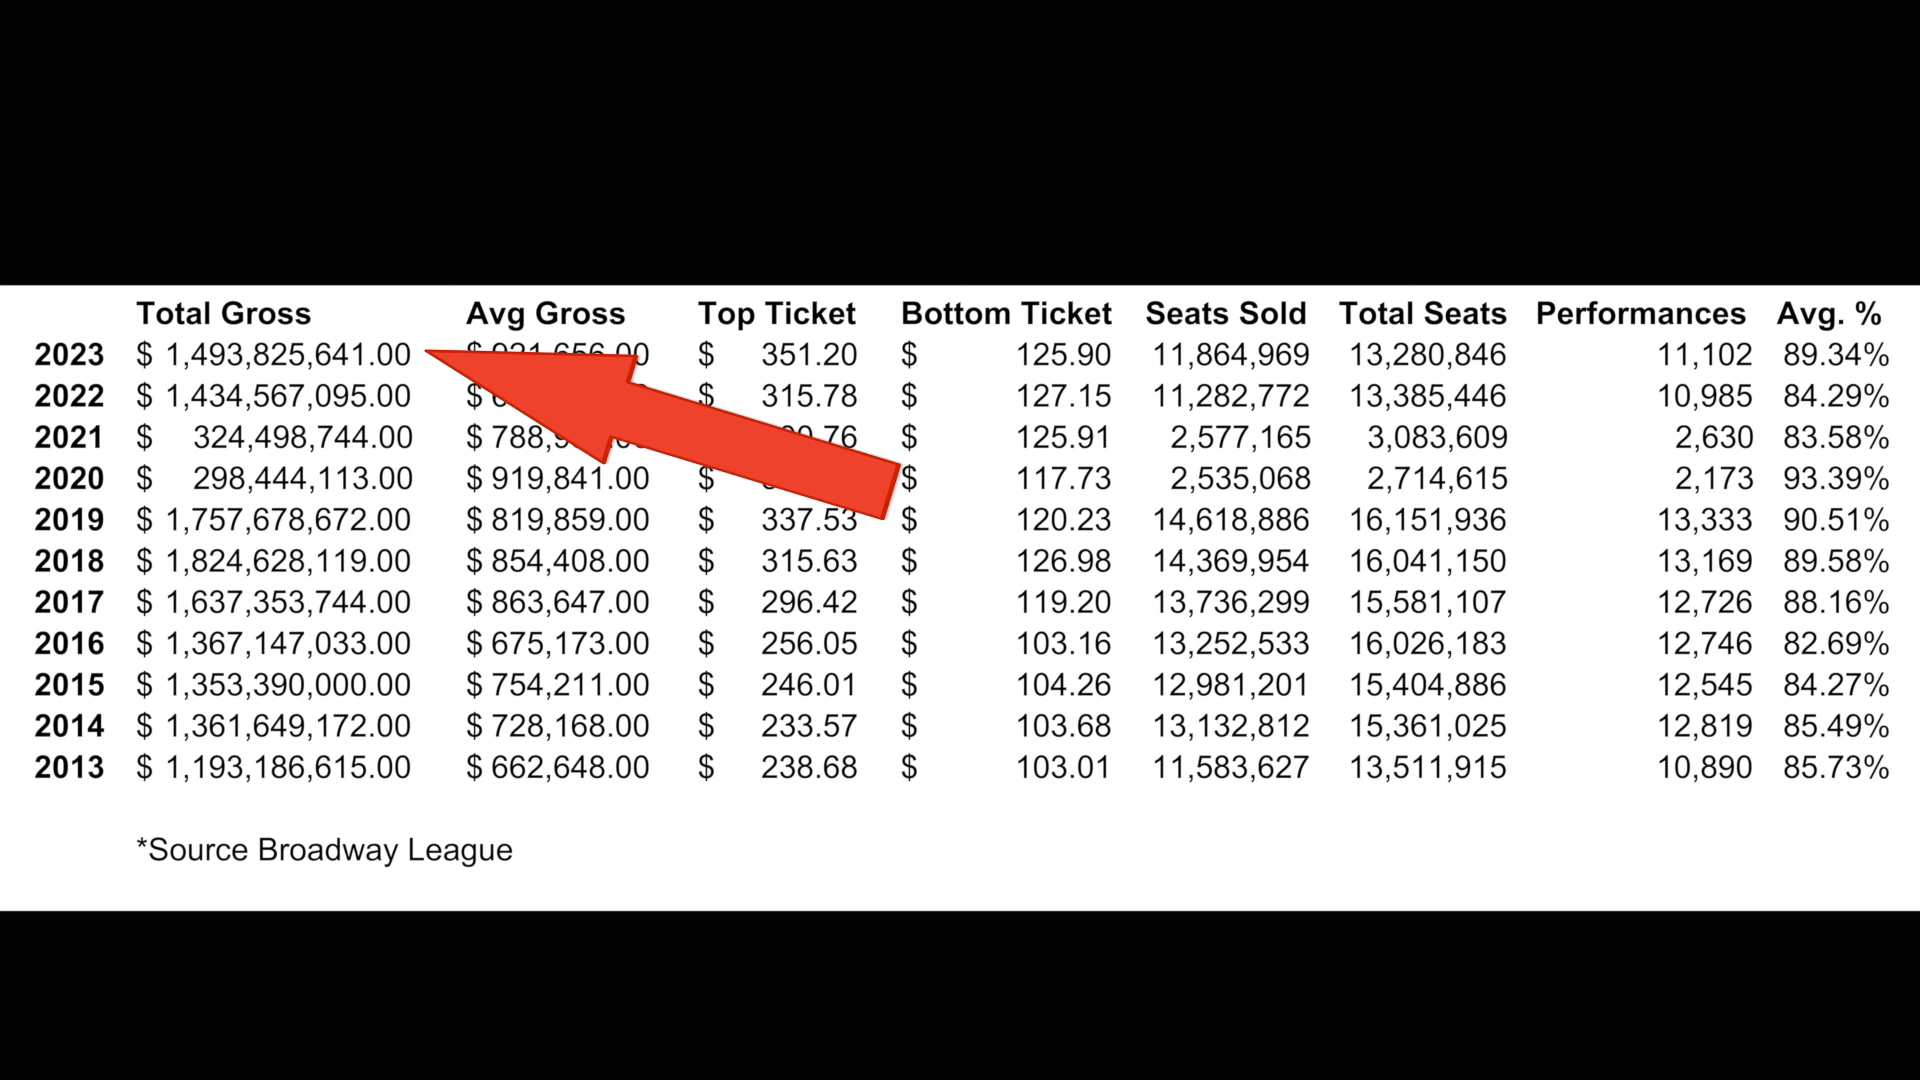 Total Gross Avg Gross Top Ticket Bottom Ticket Seats Sold Total Seats Performances Avg. %
2023 $ 1,493,825,641.00 $ 921,656.00 $ 351.20 $ 125.90 11,864,969 13,280,846 11,102 89.34%
2022 $ 1,434,567,095.00 $ $ 315.78 $ 127.15 11,282,772 13,385,446 10,985 84.29%
2021 $ 324,498,744.00 $ $ 125.91 2,577,165 3,083,609 2,630 83.58%
2020 $ 298,444,113.00 $ 919,841.00 $ $ 117.73 2,535,068 2,714,615 2,173 93.39%
2019 $ 1,757,678,672.00 $ 819,859.00 $ 337.53 $ 120.23 14,618,886 16,151,936 13,333 90.51%
2018 $ 1,824,628,119.00 $ 854,408.00 $ 315.63 $ 126.98 14,369,954 16,041,150 13,169 89.58%
2017 $ 1,637,353,744.00 $ 863,647.00 $ 296.42 $ 119.20 13,736,299 15,581,107 12,726 88.16%
2016 $ 1,367,147,033.00 $ 675,173.00 $ 256.05 $ 103.16 13,252,533 16,026,183 12,746 82.69%
2015 $ 1,353,390,000.00 $ 754,211.00 $ 246.01 $ 104.26 12,981,201 15,404,886 12,545 84.27%
2014 $ 1,361,649,172.00 $ 728,168.00 $ 233.57 $ 103.68 13,132,812 15,361,025 12,819 85.49%
2013 $ 1,193,186,615.00 $ 662,648.00 $ 238.68 $ 103.01 11,583,627 13,511,915 10,890 85.73%
*Source Broadway League